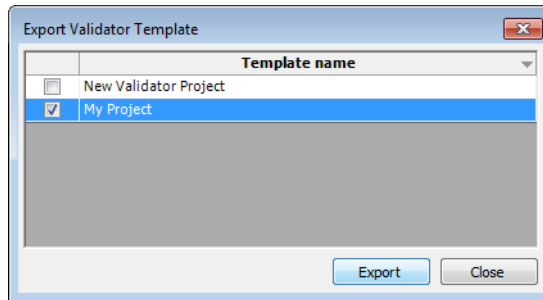 Export Validator Template
Template name
New Validator Project
My Project
Export Close